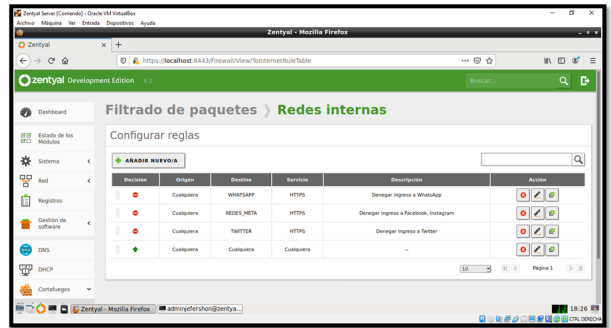 Zentyal Server [Corriendo] - Oracle VM VirtualBox
Archivo Máquina Ver Entrada Dispositivos Ayuda
Zentyal - Mozilla Firefox
Zentyal
https://localhost:8443/Firewall/View/ToInternetRuleTable
zentyal Development Edition 6.2
Buscar...
Dashboard
Estado de los Módulos
Sistema
Red
Registros
Gestión de software
DNS
DHCP
Cortafuegos
Filtrado de paquetes Redes internas
Configurar reglas
AÑADIR NUEVO/A
Decisión Origen Destino Servicio Descripción Acción
Cualquiera WHATSAPP HTTPS Denegar ingreso a WhatsApp
Cualquiera REDES_META HTTPS Denegar ingreso a Facebook, Instagram
Cualquiera TWITTER HTTPS Denegar ingreso a Twitter
Cualquiera Cualquiera Cualquiera --
10 Página 1
Zentyal - Mozilla Firefox adminjefershon@zentya... 18:26
CTRL DERECHA